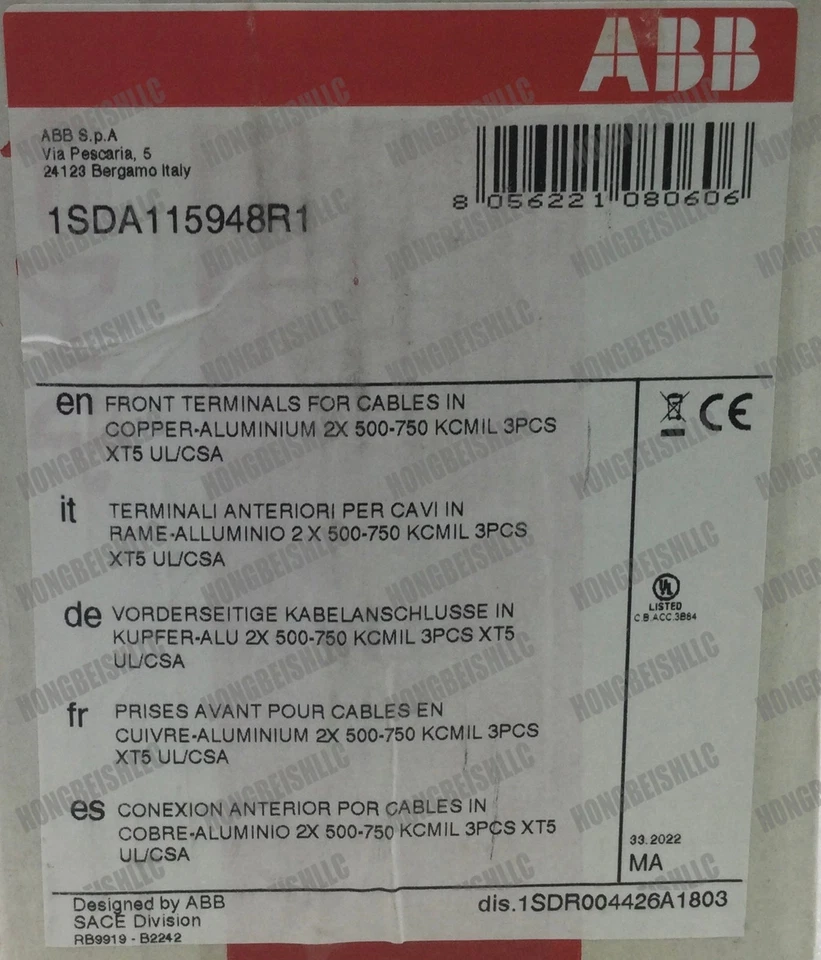 ABB
ABB S.p.A
Via Pescaria, 5
24123 Bergamo Italy
1SDA115948R1
8 056221 080606
en FRONT TERMINALS FOR CABLES IN
COPPER-ALUMINIUM 2X 500-750 KCMIL 3PCS
XT5 UL/CSA
it TERMINALI ANTERIORI PER CAVI IN
RAME-ALLUMINIO 2 X 500-750 KCMIL 3PCS
XT5 UL/CSA
de VORDERSEITIGE KABELANSCHLUSSE IN
KUPFER-ALU 2X 500-750 KCMIL 3PCS XT5
UL/CSA
fr PRISES AVANT POUR CABLES EN
CUIVRE-ALUMINIUM 2X 500-750 KCMIL 3PCS
XT5 UL/CSA
es CONEXION ANTERIOR POR CABLES IN
COBRE-ALUMINIO 2X 500-750 KCMIL 3PCS XT5
UL/CSA
CE
UL
LISTED
C.B.ACC.3B84
33.2022
MA
Designed by ABB
SACE Division
RB9919 - B2242
dis.1SDR004426A1803
HONGBEISHLLC